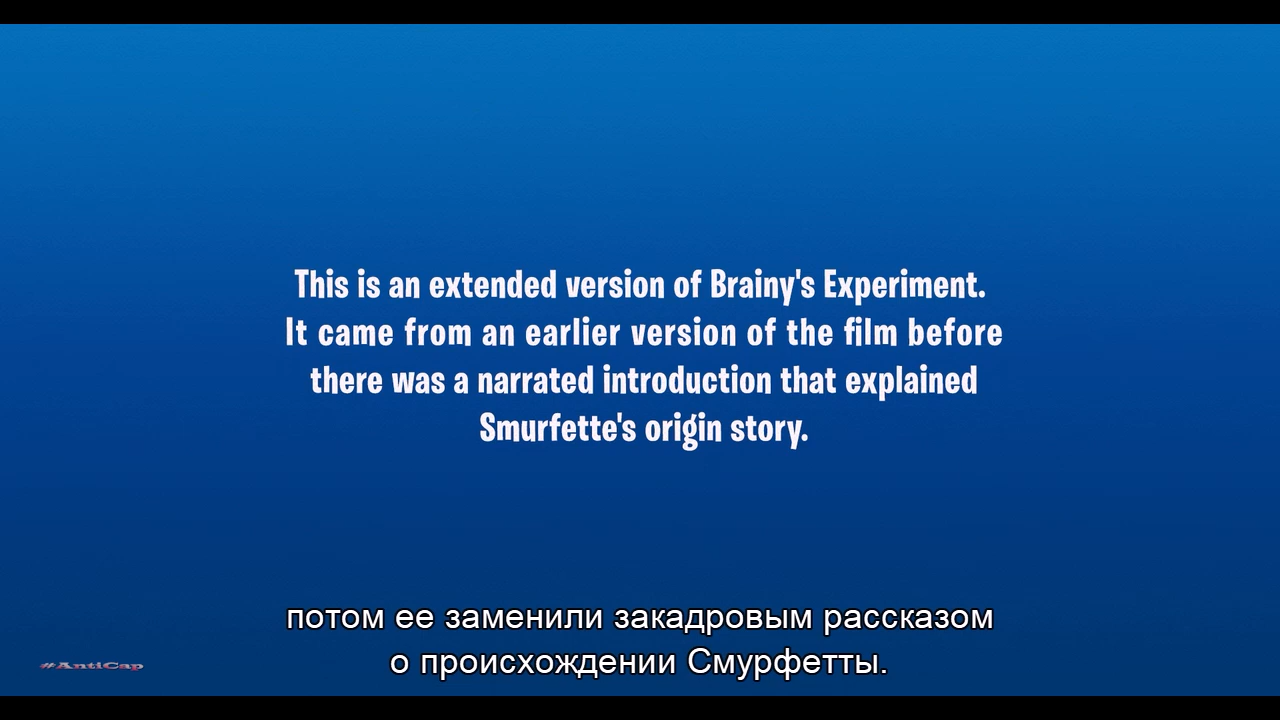 This is an extended version of Brainy's Experiment.
It came from an earlier version of the film before
there was a narrated introduction that explained
Smurfette's origin story.
потом ее заменили закадровым рассказом
о происхождении Смурфетты.
#AntiCap